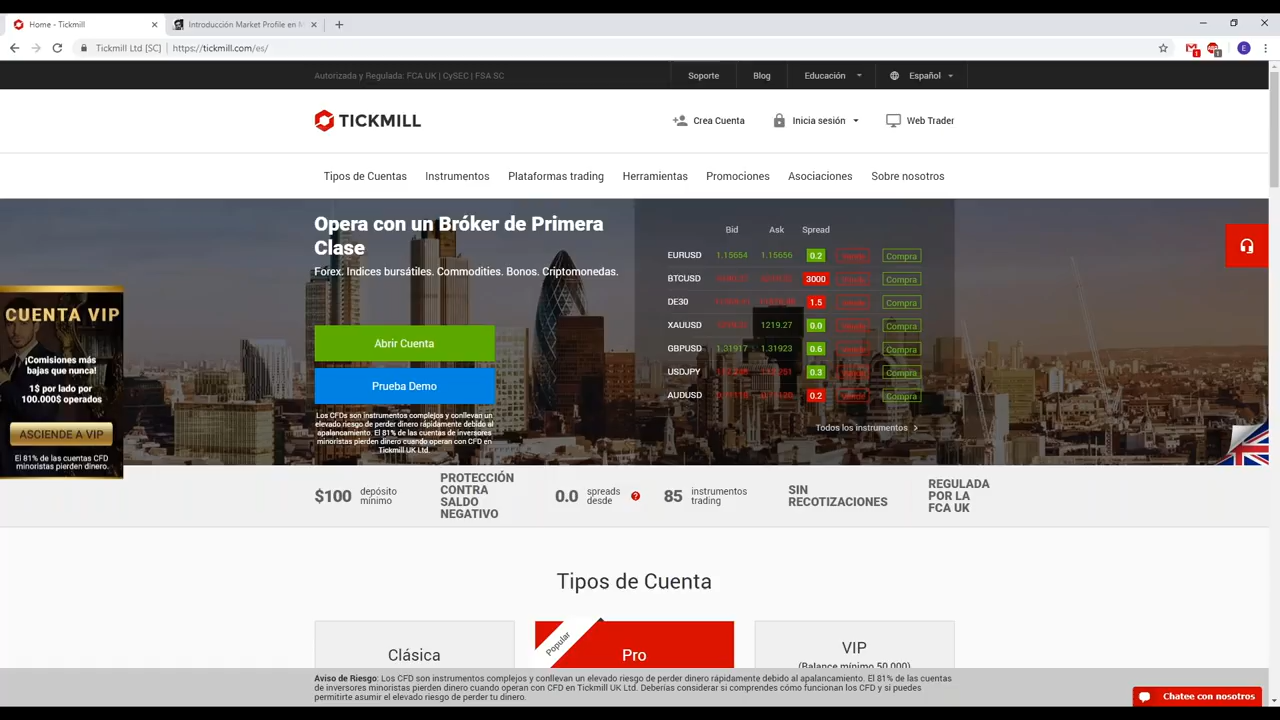 Home - Tickmill
Introducción Market Profile en M
Tickmill Ltd [SC]
https://tickmill.com/es/
Autorizada y Regulada: FCA UK | CySEC | FSA SC
Soporte
Blog
Educación
Español
TICKMILL
Crea Cuenta
Inicia sesión
Web Trader
Tipos de Cuentas
Instrumentos
Plataformas trading
Herramientas
Promociones
Asociaciones
Sobre nosotros
Opera con un Bróker de Primera
Clase
Forex. Indices bursátiles. Commodities. Bonos. Criptomonedas.
Abrir Cuenta
Prueba Demo
Los CFDs son instrumentos complejos y conllevan un
elevado riesgo de perder dinero rápidamente debido al
apalancamiento. El 81% de las cuentas de inversores
minoristas pierden dinero cuando operan con CFD en
Tickmill UK Ltd.
Bid Ask Spread
EURUSD 1.15654 1.15656 0.2 Compra
BTCUSD 3000 Compra
DE30 1.5 Compra
XAUUSD 1219.27 0.0 Compra
GBPUSD 1.31917 1.31923 0.6 Compra
USDJPY 0.3 Compra
AUDUSD 0.2 Compra
Todos los instrumentos >
CUENTA VIP
¡Comisiones más
bajas que nunca!
1$ por lado por
100.000$ operados
ASCIENDE A VIP
El 81% de las cuentas CFD
minoristas pierden dinero.
$100 depósito
mínimo
PROTECCIÓN
CONTRA
SALDO
NEGATIVO
0.0 spreads
desde ?
85 instrumentos
trading
SIN
RECOTIZACIONES
REGULADA
POR LA
FCA UK
Tipos de Cuenta
Clásica
Popular
Pro
VIP
(Balance mínimo 50,000)
Aviso de Riesgo: Los CFD son instrumentos complejos y conllevan un elevado riesgo de perder dinero rápidamente debido al apalancamiento. El 81% de las cuentas
de inversores minoristas pierden dinero cuando operan con CFD en Tickmill UK Ltd. Deberías considerar si comprendes cómo funcionan los CFD y si puedes
permitirte asumir el elevado riesgo de perder tu dinero.
Chatee con nosotros